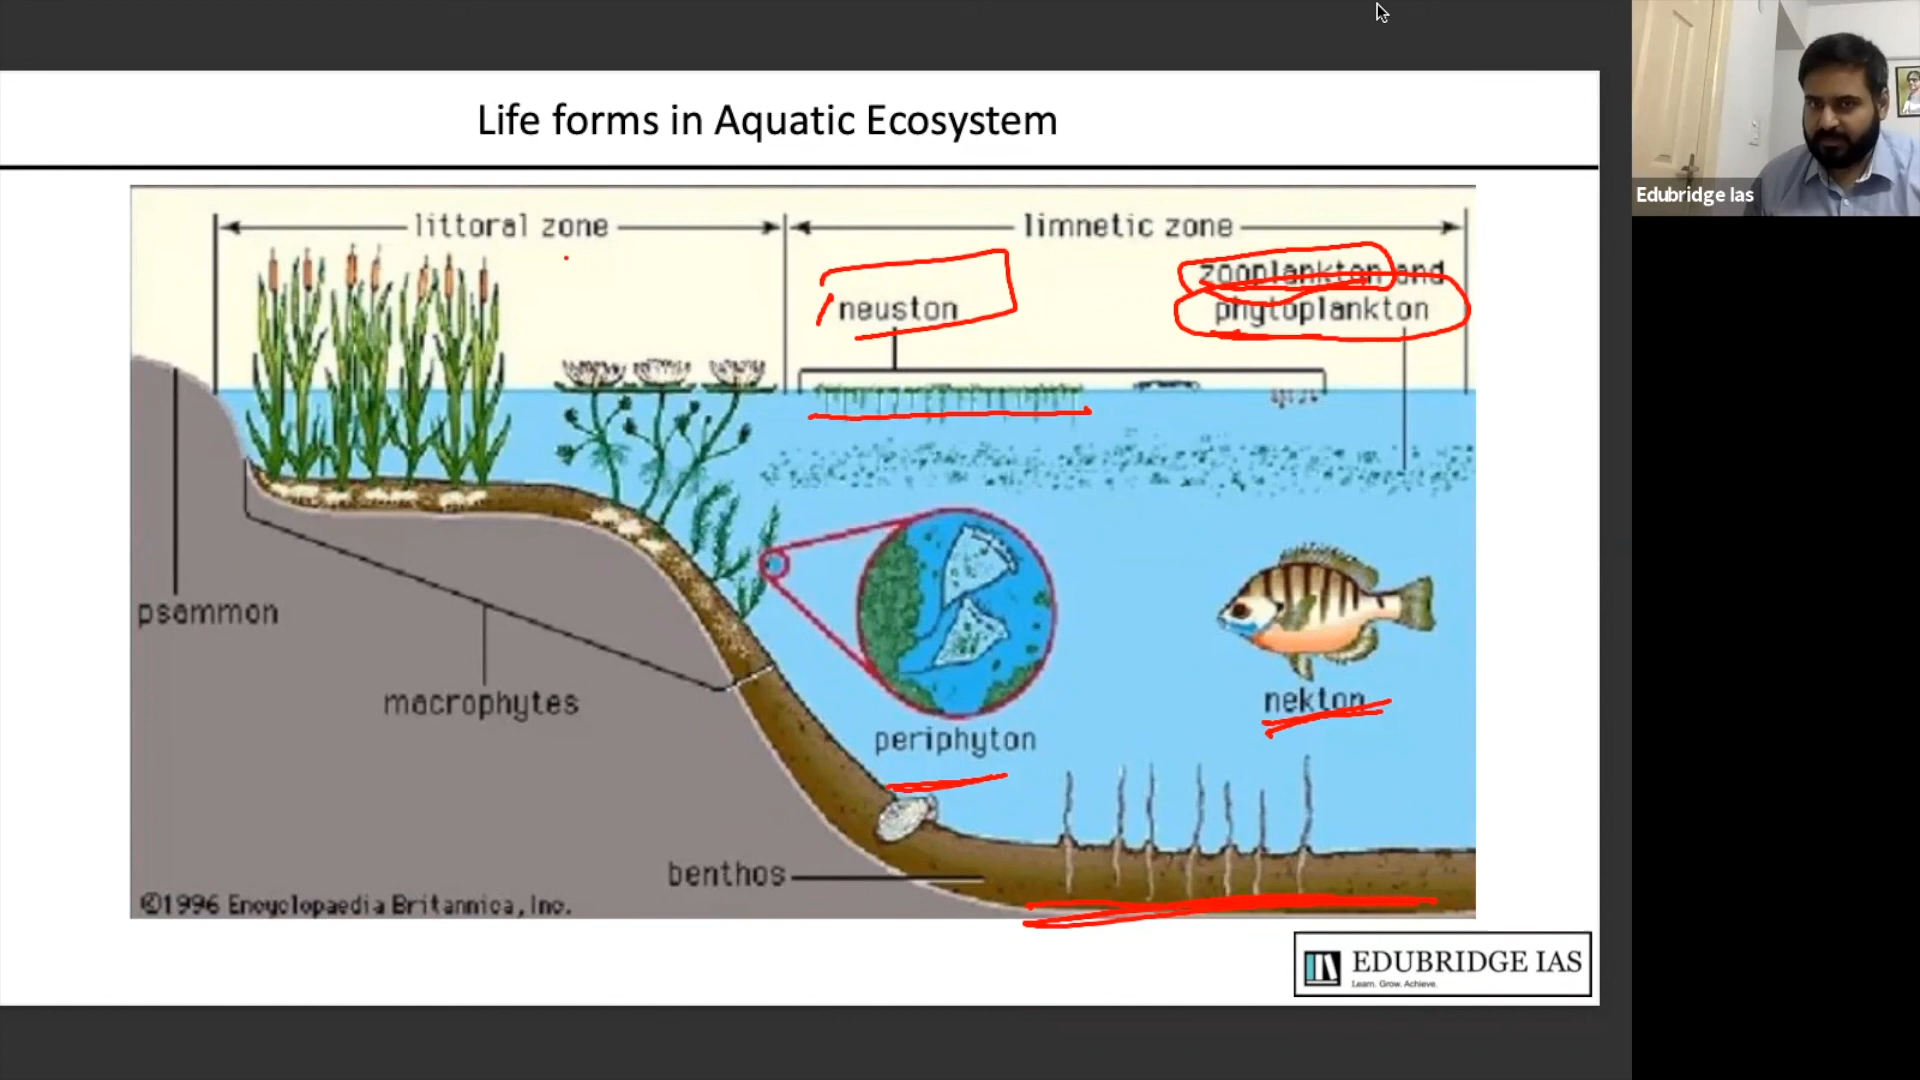 Life forms in Aquatic Ecosystem
Edubridge Ias
littoral zone
limnetic zone
zooplankton and
phytoplankton
neuston
psammon
macrophytes
periphyton
nekton
benthos
©1996 Encyclopaedia Britannica, Inc.
EDUBRIDGE IAS
Learn. Grow. Achieve.